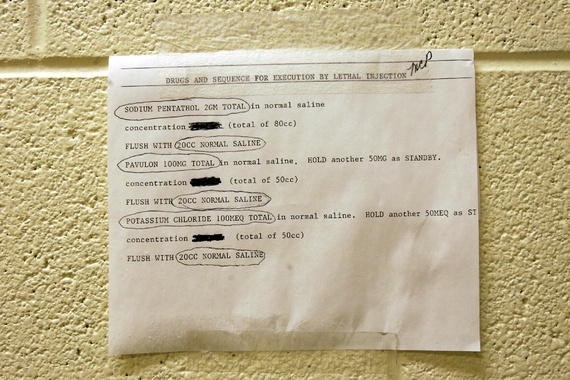 DRUGS AND SEQUENCE FOR EXECUTION BY LETHAL INJECTION
SODIUM PENTATHOL 2GM TOTAL in normal saline
concentration (total of 80cc)
FLUSH WITH 20CC NORMAL SALINE
PAVULON 100MG TOTAL in normal saline. HOLD another 50MG as STANDBY.
concentration (total of 50cc)
FLUSH WITH 20CC NORMAL SALINE
POTASSIUM CHLORIDE 100MEQ TOTAL in normal saline. HOLD another 50MEQ as ST
concentration (total of 50cc)
FLUSH WITH 20CC NORMAL SALINE